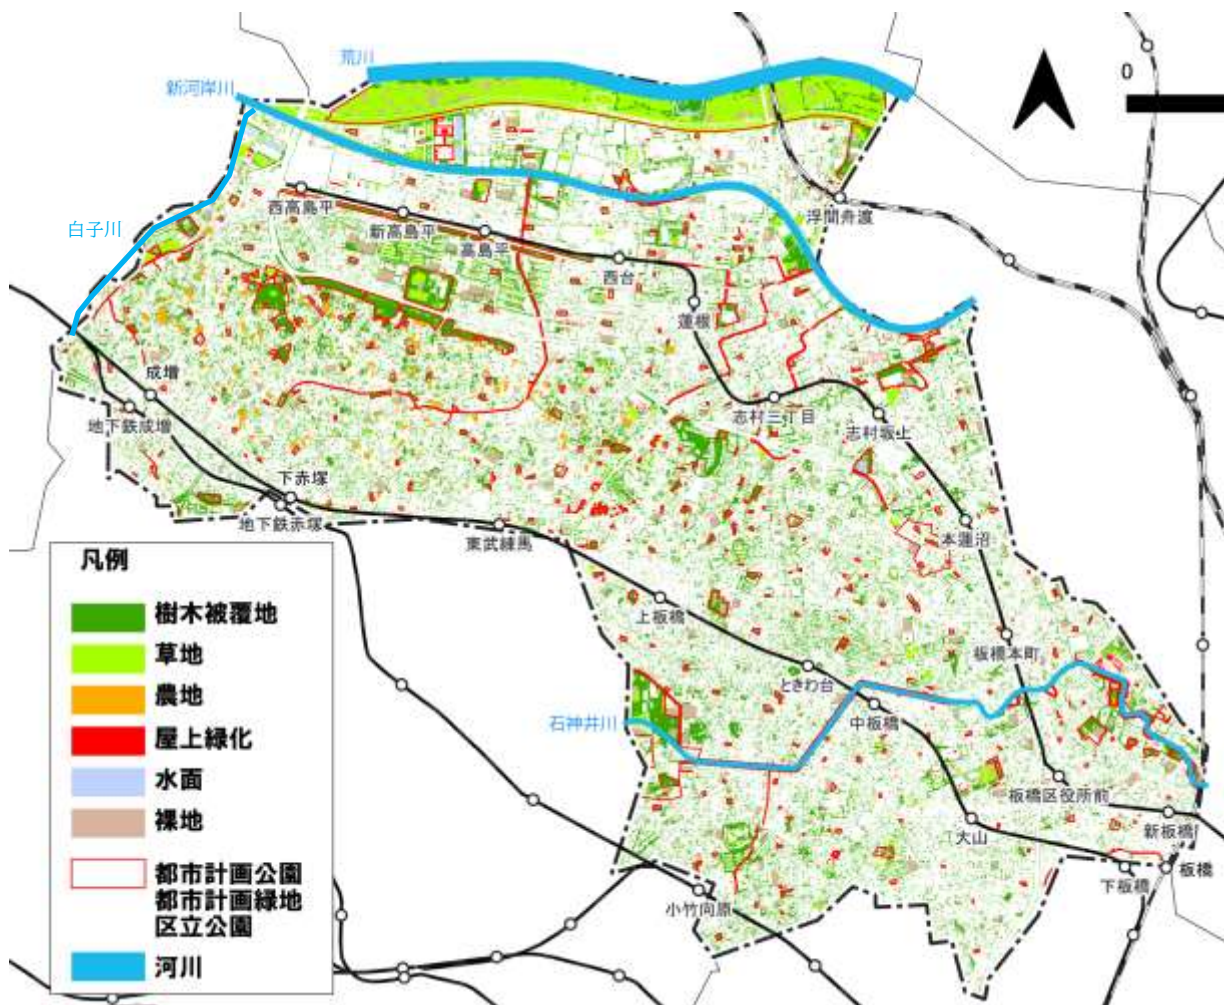 荒川
新河岸川
0
白子川
西高島平
新高島平
高島平
西台
浮間舟渡
蓮根
成増
地下鉄成増
志村三丁目
志村坂上
下赤塚
地下鉄赤塚
東武練馬
本蓮沼
上板橋
板橋本町
ときわ台
石神井川
中板橋
板橋区役所前
大山
新板橋
下板橋
板橋
小竹向原
凡例
樹木被覆地
草地
農地
屋上緑化
水面
裸地
都市計画公園
都市計画緑地
区立公園
河川